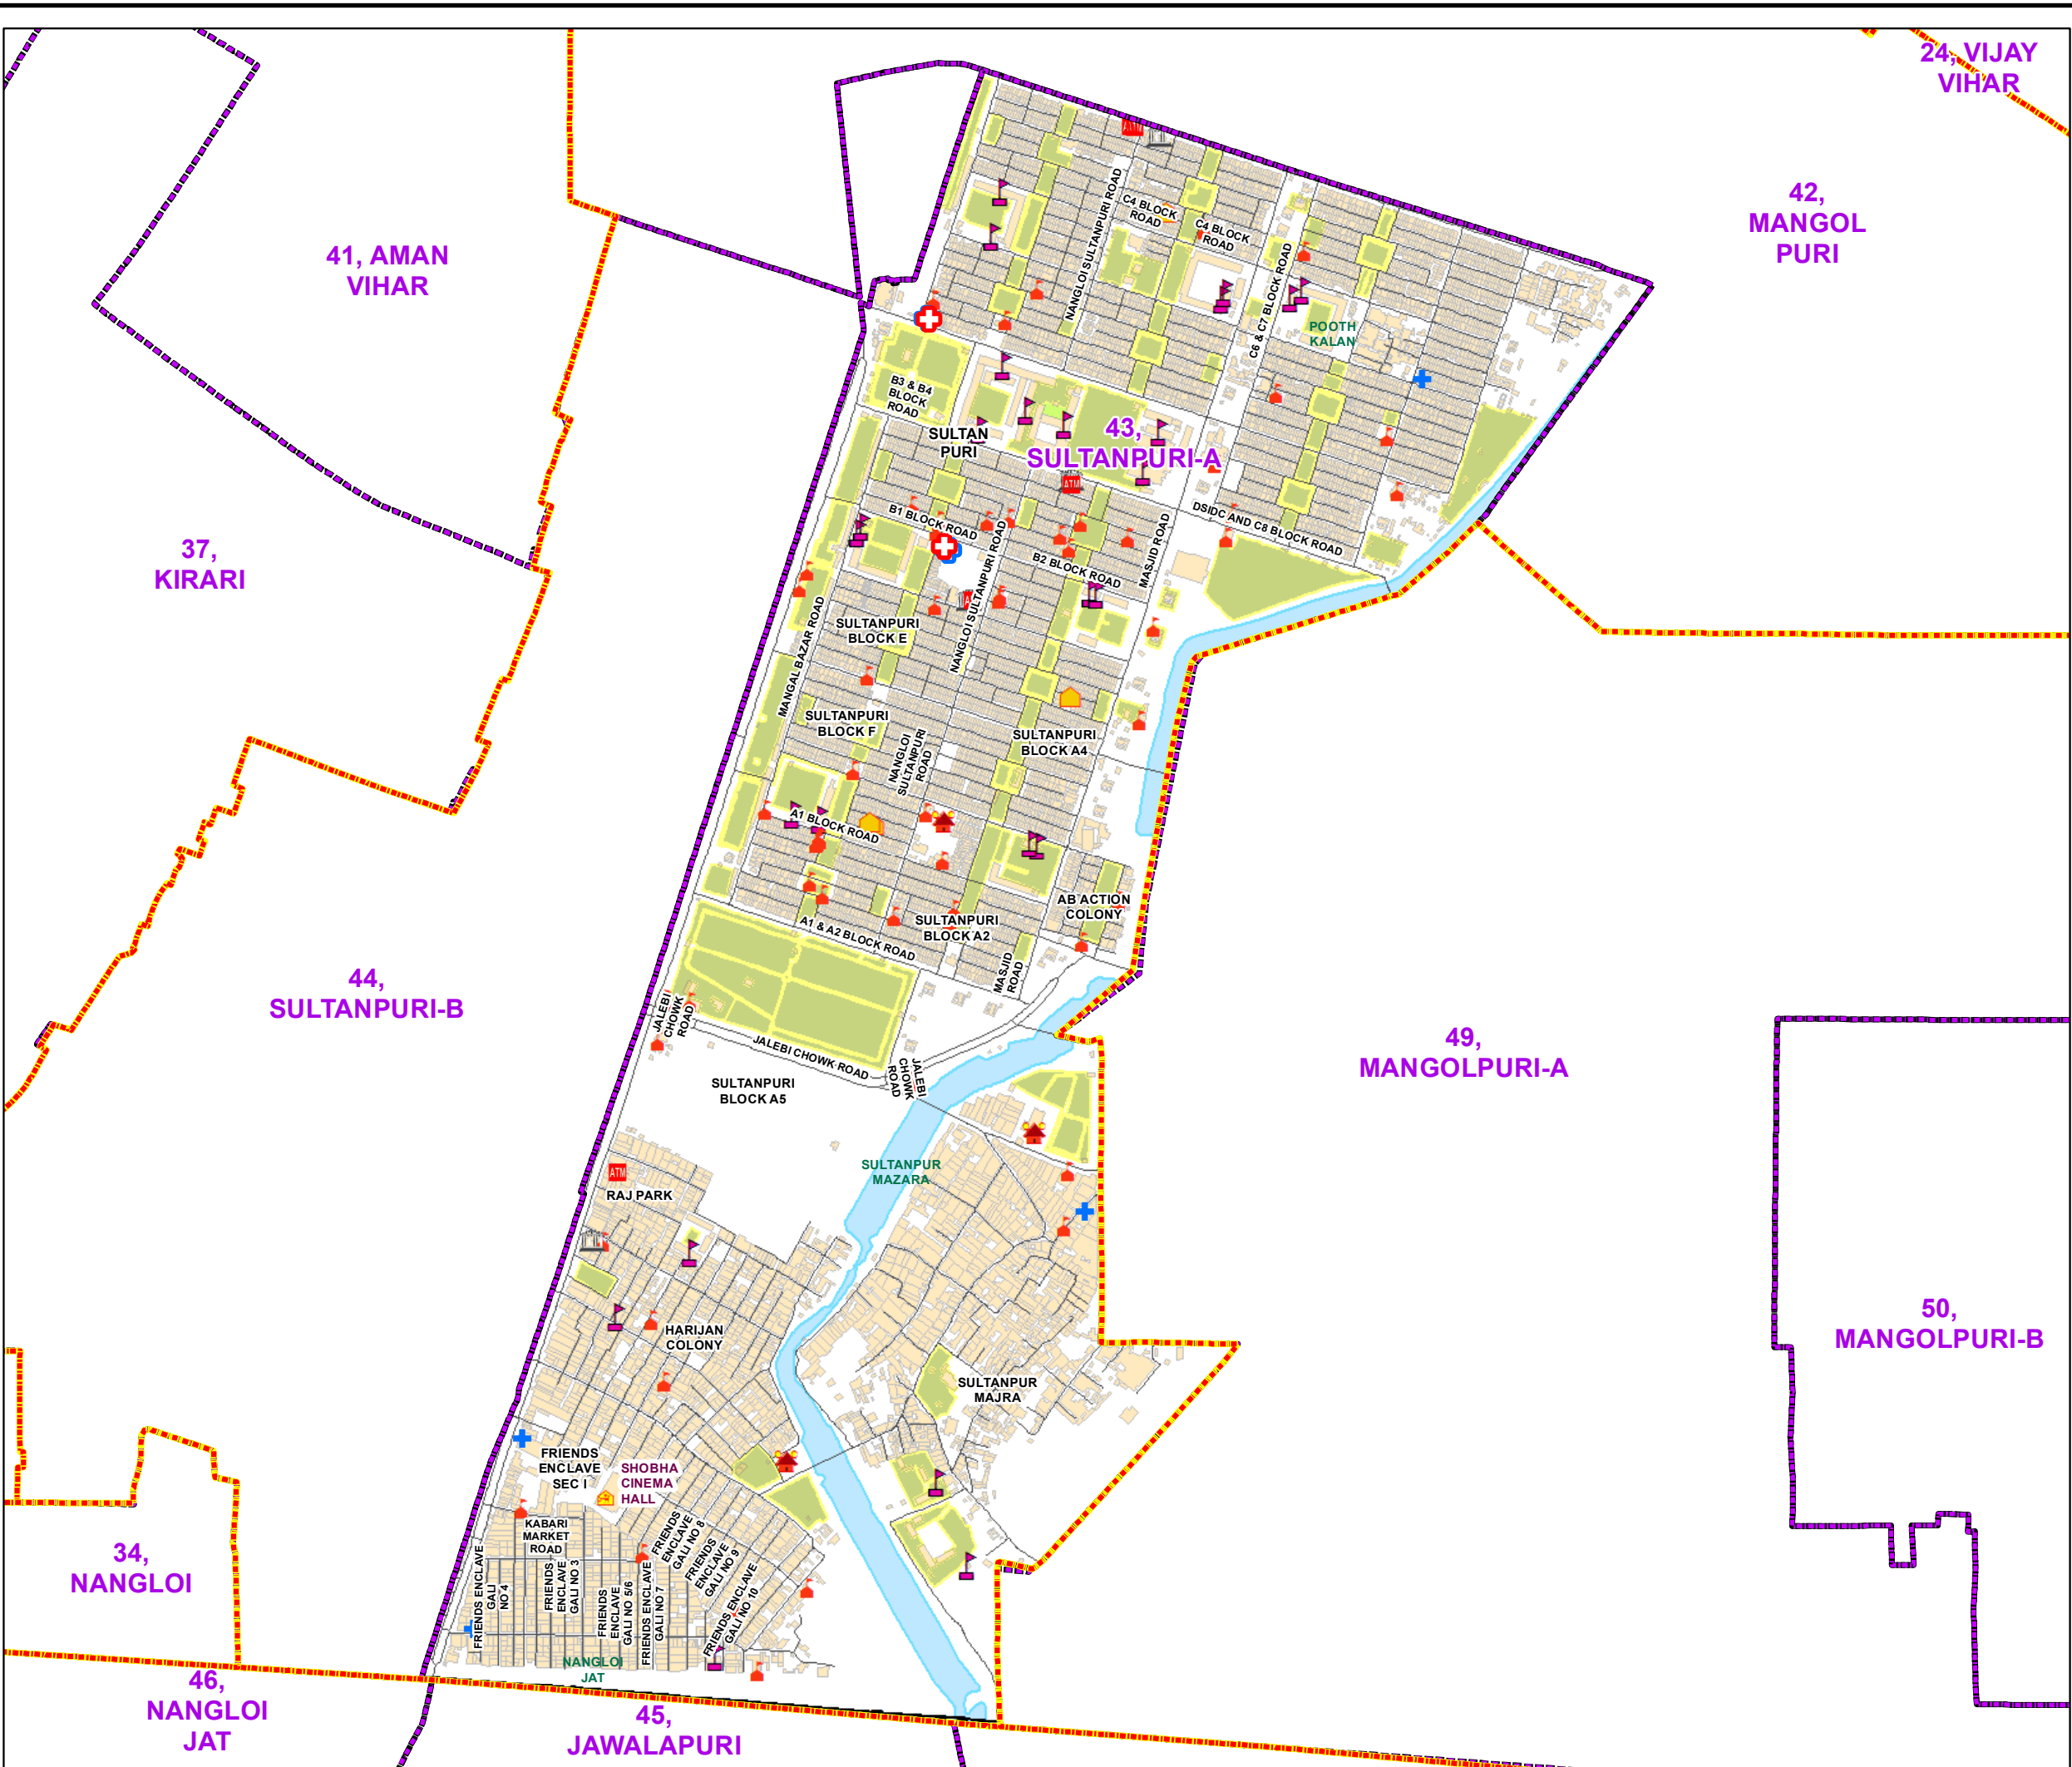 24, VIJAY
VIHAR
42,
MANGOL
PURI
41, AMAN
VIHAR
37,
KIRARI
ATM
NANGLOI SULTANPURI ROAD
C4 BLOCK
ROAD
C4 BLOCK
ROAD
C6 & C7 BLOCK ROAD
POOTH
KALAN
B3 & B4
BLOCK
ROAD
SULTAN
PURI
43,
SULTANPURI-A
ATM
B1 BLOCK ROAD
DSIDC AND C8 BLOCK ROAD
MASJID ROAD
B2 BLOCK ROAD
NANGLOI SULTANPURI ROAD
MANGAL BAZAR ROAD
SULTANPURI
BLOCK E
SULTANPURI
BLOCK F
NANGLOI
SULTANPURI
ROAD
SULTANPURI
BLOCK A4
A1 BLOCK ROAD
AB ACTION
COLONY
SULTANPURI
BLOCK A2
A1 & A2 BLOCK ROAD
MASJID
ROAD
44,
SULTANPURI-B
JALEBI
CHOWK
ROAD
JALEBI CHOWK ROAD
JALEBI
CHOWK
ROAD
SULTANPURI
BLOCK A5
49,
MANGOLPURI-A
SULTANPUR
MAZARA
ATM
RAJ PARK
HARIJAN
COLONY
50,
MANGOLPURI-B
SULTANPUR
MAJRA
FRIENDS
ENCLAVE
SEC I
SHOBHA
CINEMA
HALL
KABARI
MARKET
ROAD
34,
NANGLOI
FRIENDS ENCLAVE
GALI
NO 4
FRIENDS
ENCLAVE
GALI NO 3
FRIENDS
ENCLAVE
GALI NO 5/6
FRIENDS ENCLAVE
GALI NO 7
FRIENDS
ENCLAVE
GALI NO 8
FRIENDS
ENCLAVE
GALI NO 9
FRIENDS ENCLAVE
GALI NO 10
NANGLOI
JAT
46,
NANGLOI
JAT
45,
JAWALAPURI